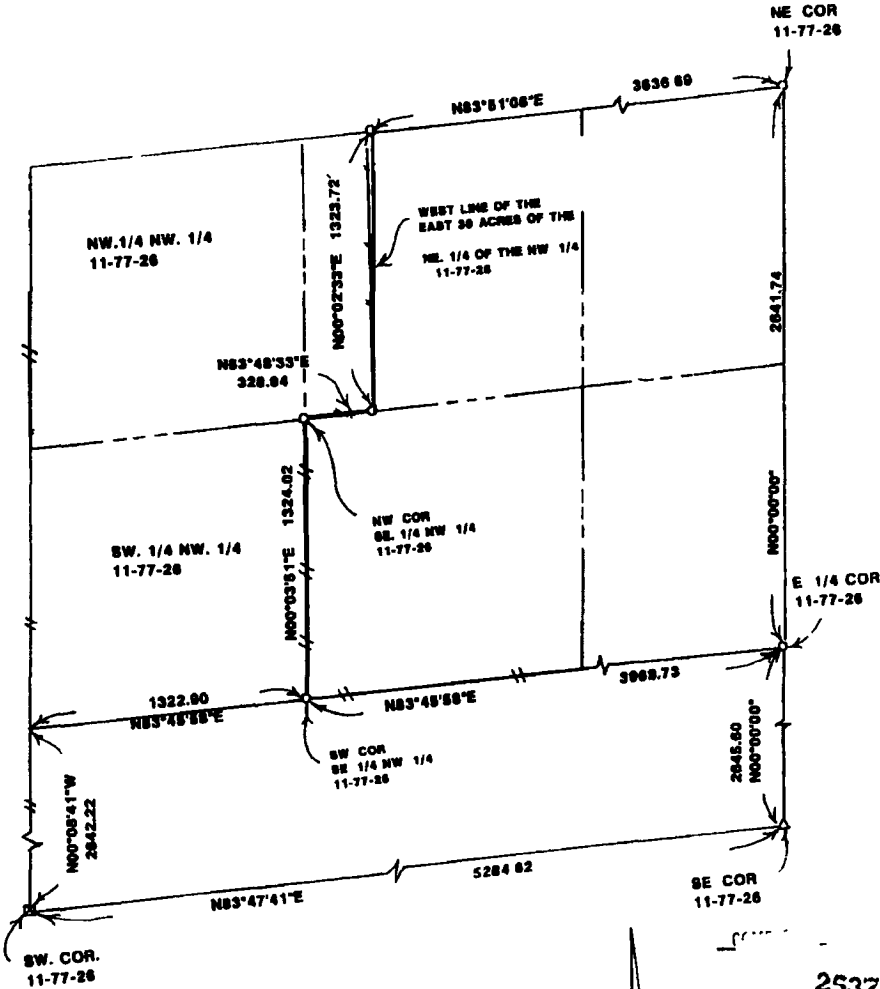 NE COR
11-77-26
3636 69
N83°51'06"E
N00°02'33"E 1323.72'
WEST LINE OF THE
EAST 30 ACRES OF THE
NE. 1/4 OF THE NW 1/4
11-77-26
NW.1/4 NW. 1/4
11-77-26
2641.74
N83°48'33"E
328.94
N00°03'51"E 1324.02
NW COR
SE. 1/4 NW 1/4
11-77-26
SW. 1/4 NW. 1/4
11-77-26
N00°00'00"
E 1/4 COR
11-77-26
3968.73
1322.90
N83°45'58"E
N83°45'58"E
SW COR
SE 1/4 NW 1/4
11-77-26
2645.60
N00°00'00"
N00°08'41"W
2642.22
5284 62
N83°47'41"E
SE COR
11-77-26
SW. COR.
11-77-26